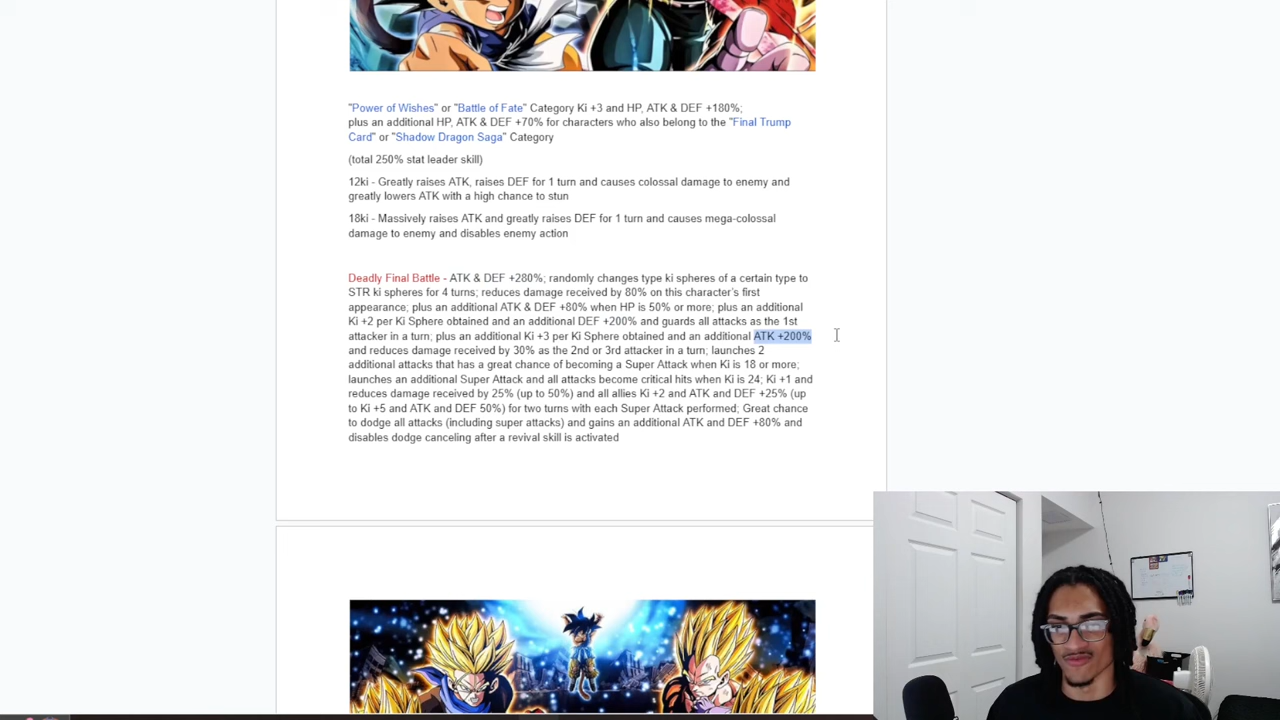 "Power of Wishes" or "Battle of Fate" Category Ki +3 and HP, ATK & DEF +180%;
plus an additional HP, ATK & DEF +70% for characters who also belong to the "Final Trump
Card" or "Shadow Dragon Saga" Category
(total 250% stat leader skill)
12ki - Greatly raises ATK, raises DEF for 1 turn and causes colossal damage to enemy and
greatly lowers ATK with a high chance to stun
18ki - Massively raises ATK and greatly raises DEF for 1 turn and causes mega-colossal
damage to enemy and disables enemy action
Deadly Final Battle - ATK & DEF +280%; randomly changes type ki spheres of a certain type to
STR ki spheres for 4 turns; reduces damage received by 80% on this character's first
appearance; plus an additional ATK & DEF +80% when HP is 50% or more; plus an additional
Ki +2 per Ki Sphere obtained and an additional DEF +200% and guards all attacks as the 1st
attacker in a turn; plus an additional Ki +3 per Ki Sphere obtained and an additional ATK +200%
and reduces damage received by 30% as the 2nd or 3rd attacker in a turn; launches 2
additional attacks that has a great chance of becoming a Super Attack when Ki is 18 or more;
launches an additional Super Attack and all attacks become critical hits when Ki is 24; Ki +1 and
reduces damage received by 25% (up to 50%) and all allies Ki +2 and ATK and DEF +25% (up
to Ki +5 and ATK and DEF 50%) for two turns with each Super Attack performed; Great chance
to dodge all attacks (including super attacks) and gains an additional ATK and DEF +80% and
disables dodge canceling after a revival skill is activated